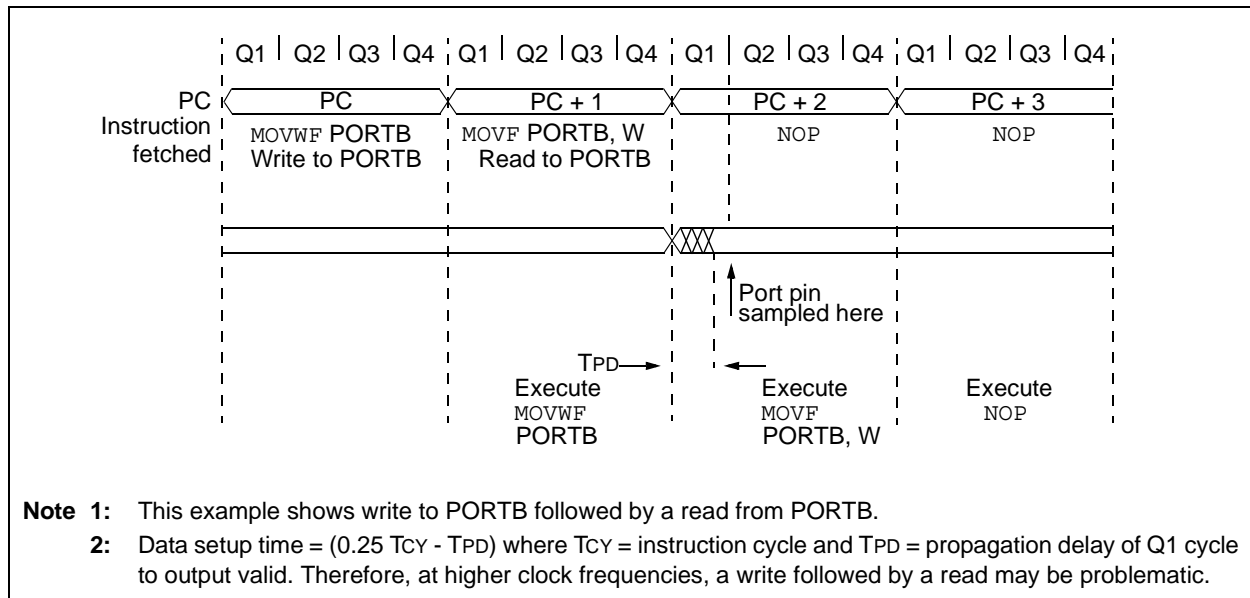 Q1 Q2 Q3 Q4 Q1 Q2 Q3 Q4 Q1 Q2 Q3 Q4 Q1 Q2 Q3 Q4
PC PC PC + 1 PC + 2 PC + 3
Instruction
fetched
MOVWF PORTB
Write to PORTB
MOVF PORTB, W
Read to PORTB
NOP
NOP
Port pin
sampled here
TPD
Execute
MOVWF
PORTB
Execute
MOVF
PORTB, W
Execute
NOP
Note 1: This example shows write to PORTB followed by a read from PORTB.
2: Data setup time = (0.25 TCY - TPD) where TCY = instruction cycle and TPD = propagation delay of Q1 cycle
to output valid. Therefore, at higher clock frequencies, a write followed by a read may be problematic.